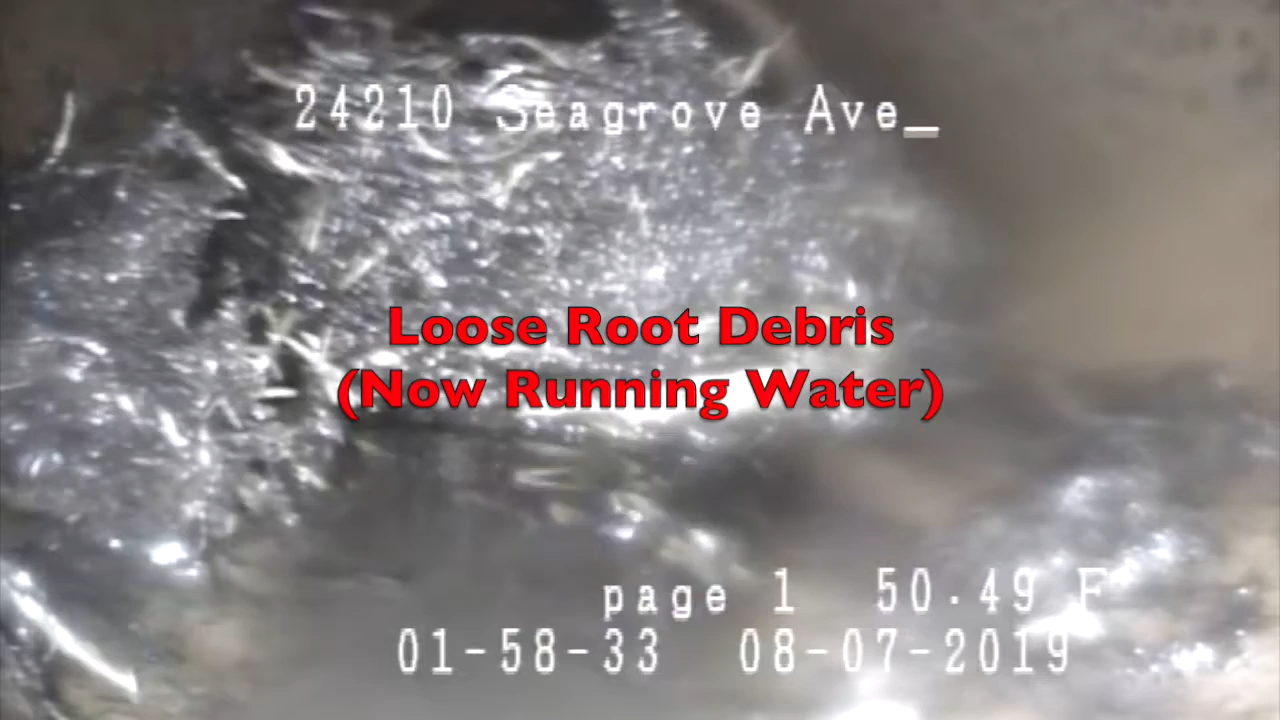 24210 Seagrove Ave_
Loose Root Debris
(Now Running Water)
page 1 50.49 F
01-58-33 08-07-2019